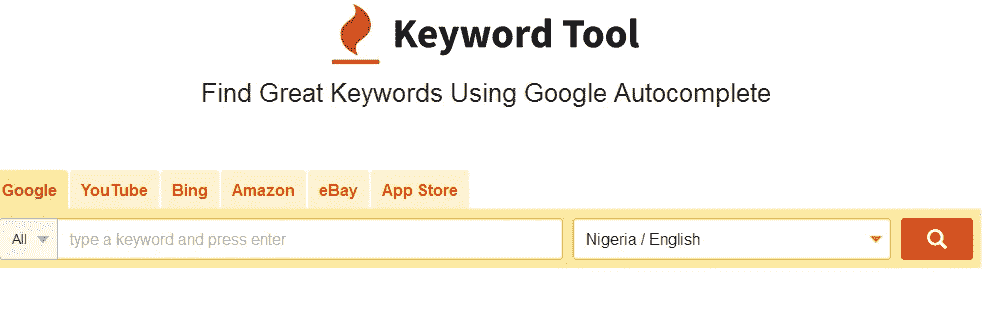 Keyword Tool
Find Great Keywords Using Google Autocomplete
Google YouTube Bing Amazon eBay App Store
All type a keyword and press enter Nigeria / English